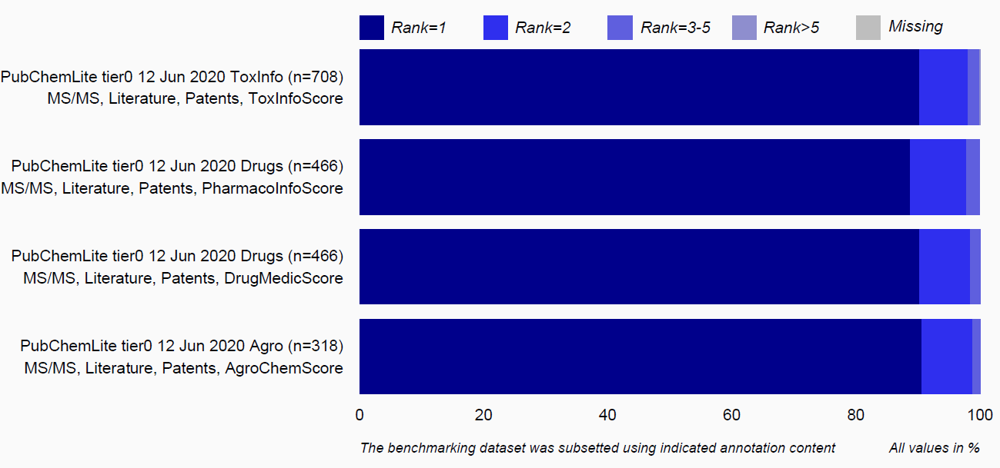 Rank=1 Rank=2 Rank=3-5 Rank>5 Missing
PubChemLite tier0 12 Jun 2020 ToxInfo (n=708)
MS/MS, Literature, Patents, ToxInfoScore
PubChemLite tier0 12 Jun 2020 Drugs (n=466)
MS/MS, Literature, Patents, PharmacoInfoScore
PubChemLite tier0 12 Jun 2020 Drugs (n=466)
MS/MS, Literature, Patents, DrugMedicScore
PubChemLite tier0 12 Jun 2020 Agro (n=318)
MS/MS, Literature, Patents, AgroChemScore
0 20 40 60 80 100
The benchmarking dataset was subsetted using indicated annotation content All values in %